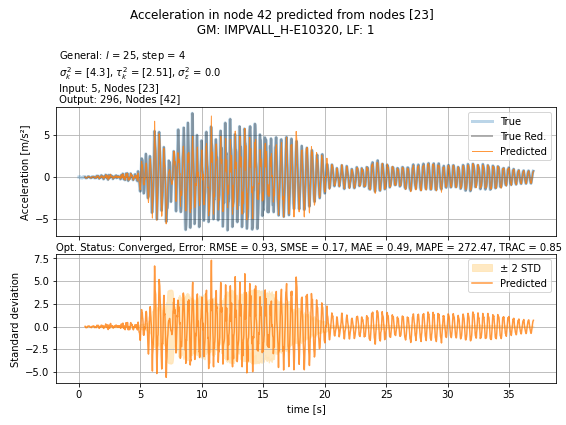 Acceleration in node 42 predicted from nodes [23]
GM: IMPVALL_H-E10320, LF: 1
General: l = 25, step = 4
σ²ₖ = [4.3], τ²ₖ = [2.51], σ²ₑ = 0.0
Input: 5, Nodes [23]
Output: 296, Nodes [42]
Acceleration [m/s²]
5
0
−5
True
True Red.
Predicted
Opt. Status: Converged, Error: RMSE = 0.93, SMSE = 0.17, MAE = 0.49, MAPE = 272.47, TRAC = 0.85
Standard deviation
7.5
5.0
2.5
0.0
−2.5
−5.0
± 2 STD
Predicted
0 5 10 15 20 25 30 35
time [s]